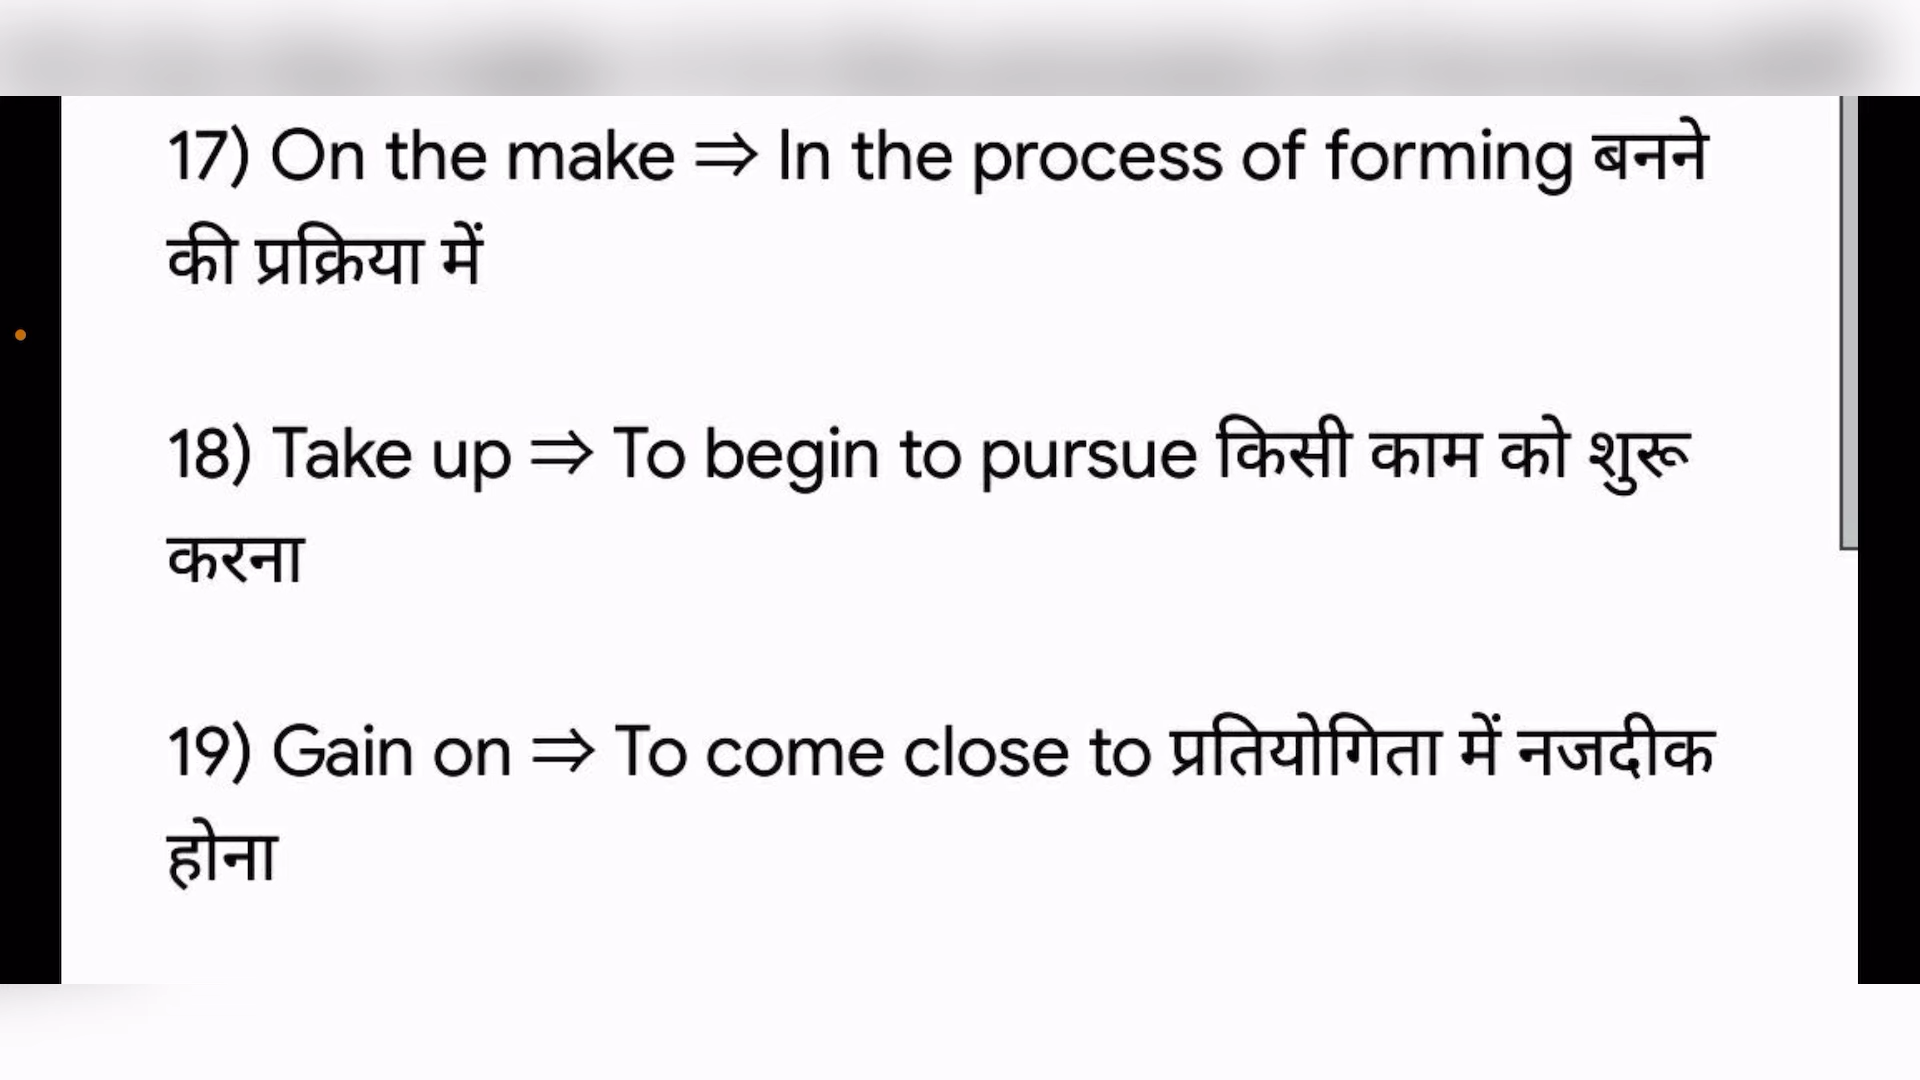 17) On the make ⇒ In the process of forming बनने
की प्रक्रिया में
18) Take up ⇒ To begin to pursue किसी काम को शुरू
करना
19) Gain on ⇒ To come close to प्रतियोगिता में नजदीक
होना